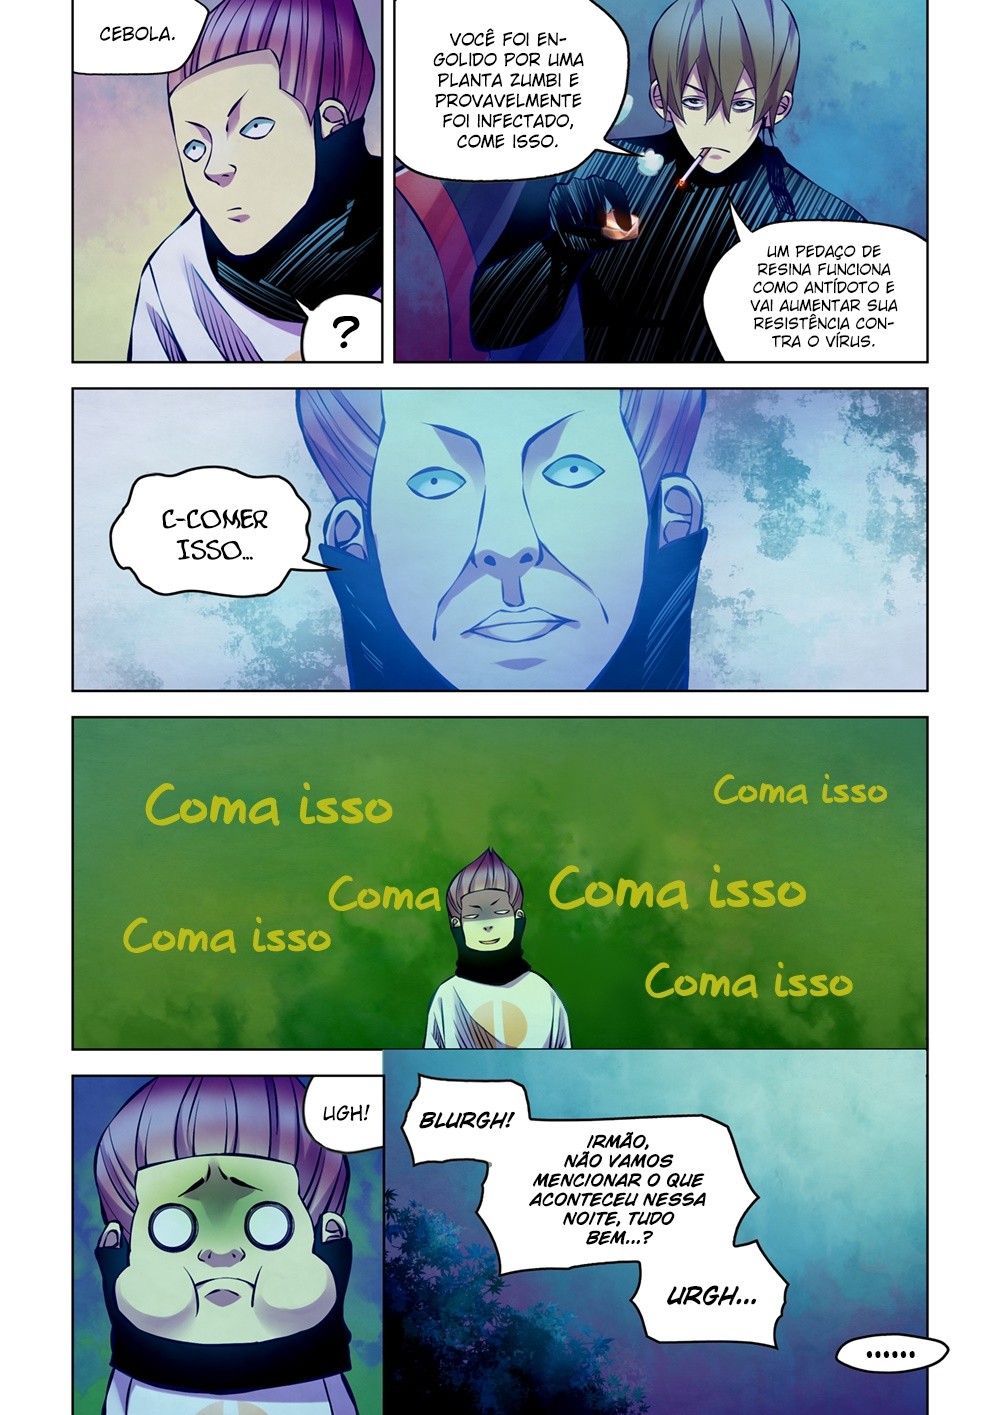 CEBOLA.
?
VOCÊ FOI EN-
GOLIDO POR UMA
PLANTA ZUMBI E
PROVAVELMENTE
FOI INFECTADO,
COME ISSO.
UM PEDAÇO DE
RESINA FUNCIONA
COMO ANTÍDOTO E
VAI AUMENTAR SUA
RESISTÊNCIA CON-
TRA O VÍRUS.
C-COMER
ISSO...
Coma isso
Coma isso
Coma
Coma isso
Coma isso
Coma isso
UGH!
BLURGH!
IRMÃO,
NÃO VAMOS
MENCIONAR O QUE
ACONTECEU NESSA
NOITE, TUDO
BEM...?
URGH...
......